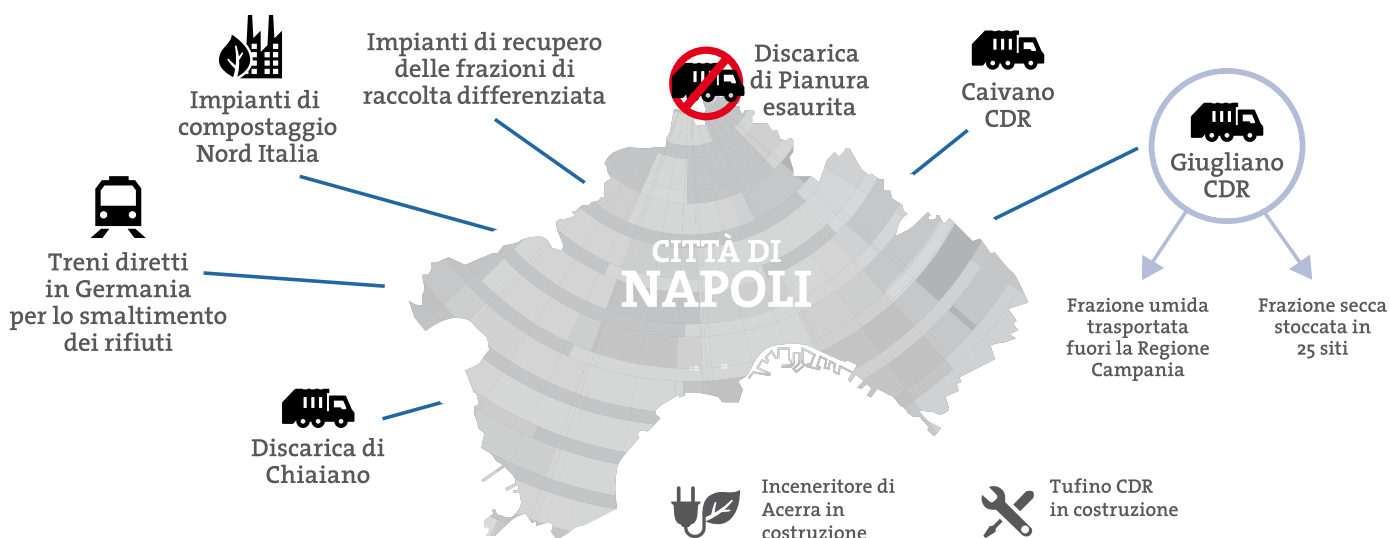 Impianti di
compostaggio
Nord Italia
Impianti di recupero
delle frazioni di
raccolta differenziata
Discarica
di Pianura
esaurita
Caivano
CDR
Giugliano
CDR
Treni diretti
in Germania
per lo smaltimento
dei rifiuti
CITTÀ DI
NAPOLI
Frazione umida
trasportata
fuori la Regione
Campania
Frazione secca
stoccata in
25 siti
Discarica di
Chiaiano
Inceneritore di
Acerra in
costruzione
Tufino CDR
in costruzione